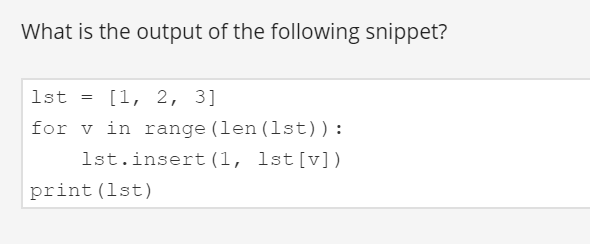 What is the output of the following snippet?
lst = [1, 2, 3]
for v in range(len(lst)):
    lst.insert(1, lst[v])
print(lst)